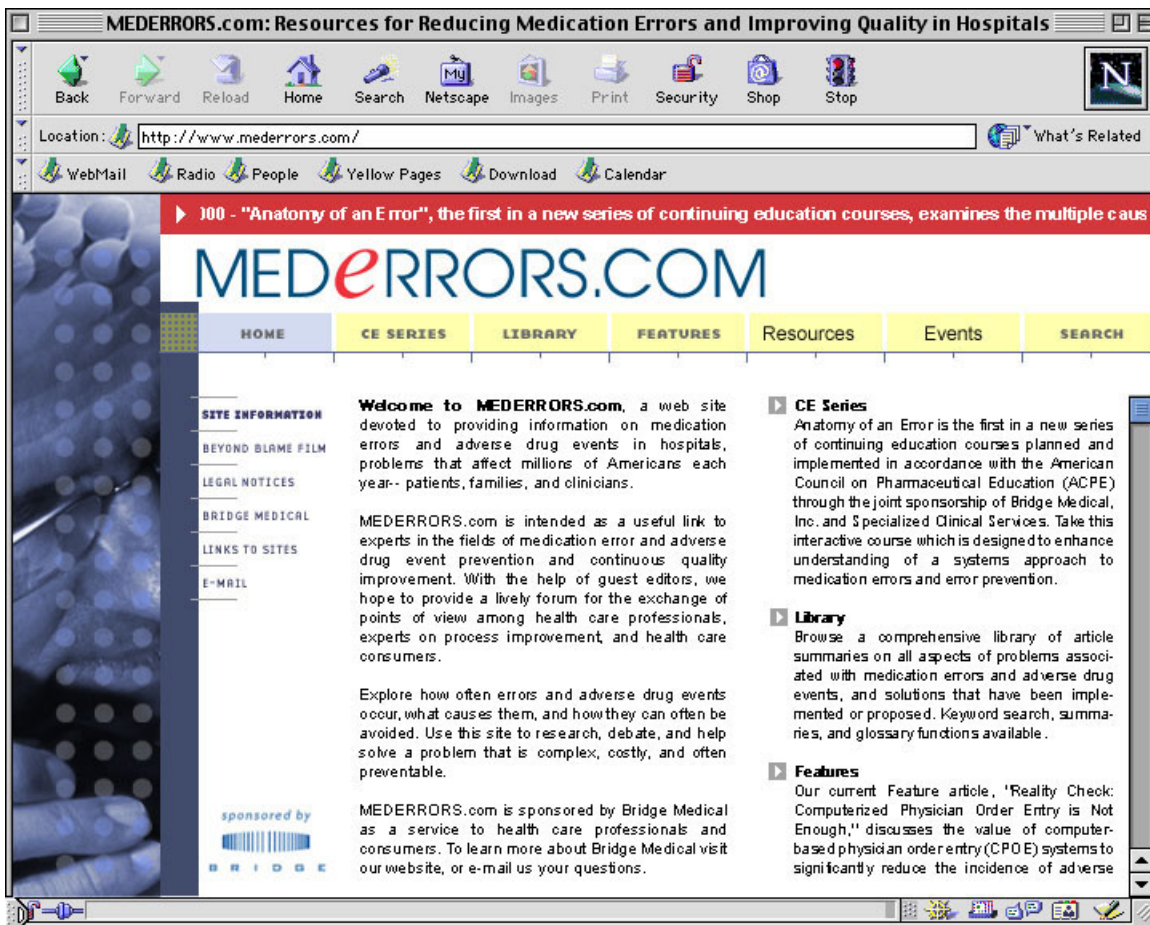 MEDERRORS.com: Resources for Reducing Medication Errors and Improving Quality in Hospitals
Back Forward Reload Home Search Netscape Images Print Security Shop Stop
My
N
Location: http://www.mederrors.com/ What's Related
WebMail Radio People Yellow Pages Download Calendar
00 - "Anatomy of an Error", the first in a new series of continuing education courses, examines the multiple caus
MEDeRRORS.COM
HOME CE SERIES LIBRARY FEATURES Resources Events SEARCH
SITE INFORMATION
BEYOND BLAME FILM
LEGAL NOTICES
BRIDGE MEDICAL
LINKS TO SITES
E-MAIL
sponsored by
BRIDGE
Welcome to MEDERRORS.com, a web site
devoted to providing information on medication
errors and adverse drug events in hospitals,
problems that affect millions of Americans each
year-- patients, families, and clinicians.
MEDERRORS.com is intended as a useful link to
experts in the fields of medication error and adverse
drug event prevention and continuous quality
improvement. With the help of guest editors, we
hope to provide a lively forum for the exchange of
points of view among health care professionals,
experts on process improvement, and health care
consumers.
Explore how often errors and adverse drug events
occur, what causes them, and how they can often be
avoided. Use this site to research, debate, and help
solve a problem that is complex, costly, and often
preventable.
MEDERRORS.com is sponsored by Bridge Medical
as a service to health care professionals and
consumers. To learn more about Bridge Medical visit
our website, or e-mail us your questions.
CE Series
Anatomy of an Error is the first in a new series
of continuing education courses planned and
implemented in accordance with the American
Council on Pharmaceutical Education (ACPE)
through the joint sponsorship of Bridge Medical,
Inc. and Specialized Clinical Services. Take this
interactive course which is designed to enhance
understanding of a systems approach to
medication errors and error prevention.
Library
Browse a comprehensive library of article
summaries on all aspects of problems associ-
ated with medication errors and adverse drug
events, and solutions that have been imple-
mented or proposed. Keyword search, summa-
ries, and glossary functions available.
Features
Our current Feature article, "Reality Check:
Computerized Physician Order Entry is Not
Enough," discusses the value of computer-
based physician order entry (CPOE) systems to
significantly reduce the incidence of adverse